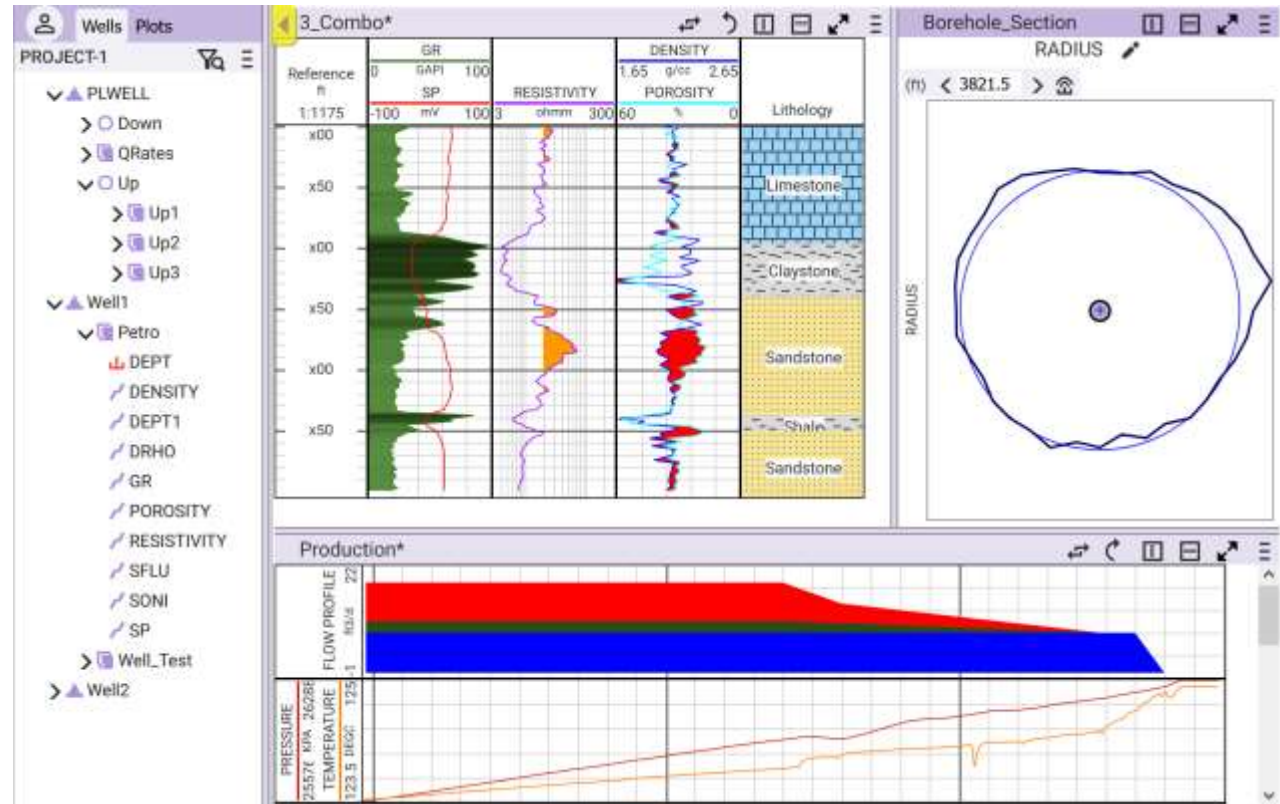 Wells Plots
PROJECT-1
PLWELL
Down
QRates
Up
Up1
Up2
Up3
Well1
Petro
DEPT
DENSITY
DEPT1
DRHO
GR
POROSITY
RESISTIVITY
SFLU
SONI
SP
Well_Test
Well2
3_Combo*
Reference
ft
1:1175
GR
0 GAPI 100
SP
-100 mV 100
RESISTIVITY
3 ohmm 300
DENSITY
1.65 g/cc 2.65
POROSITY
60 % 0
Lithology
x00
x50
x00
x50
x00
x50
Limestone
Claystone
Sandstone
Shale
Sandstone
Borehole_Section
RADIUS
(ft) 3821.5
RADIUS
Production*
FLOW PROFILE
-1 ft3/d 22
PRESSURE
KPA
TEMPERATURE
123.5 DEGC 125